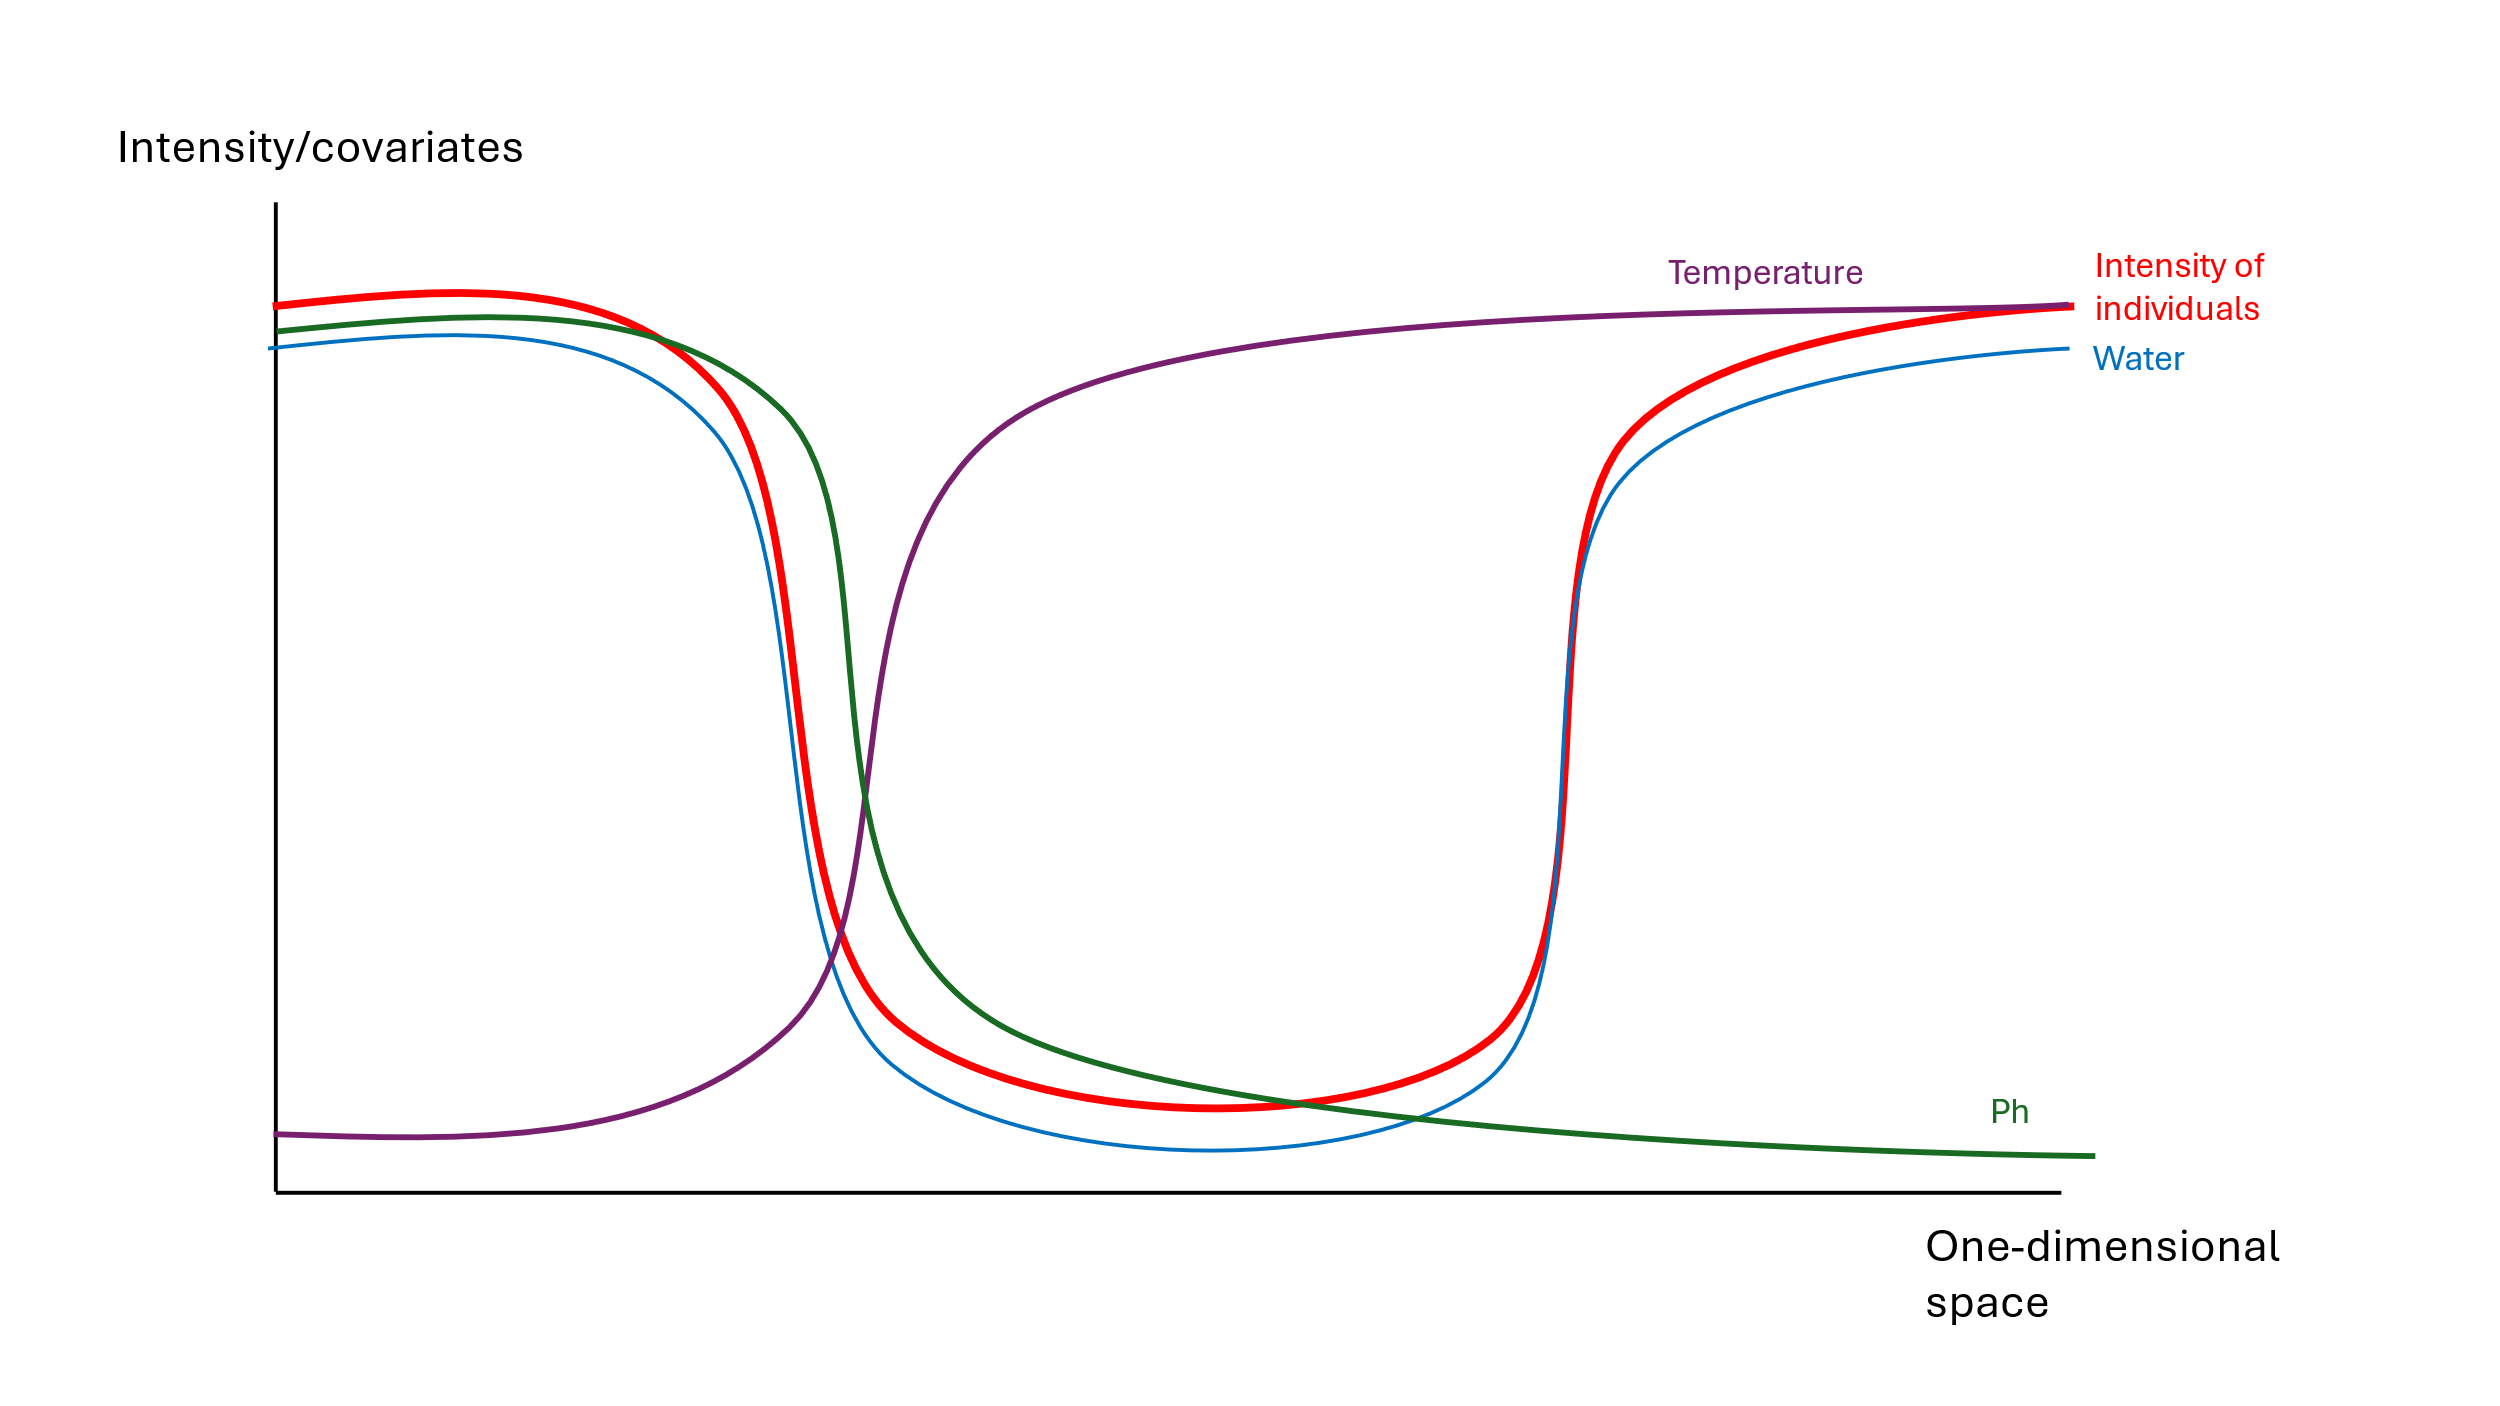 Intensity/covariates
Temperature
Intensity of
individuals
Water
Ph
One-dimensional
space